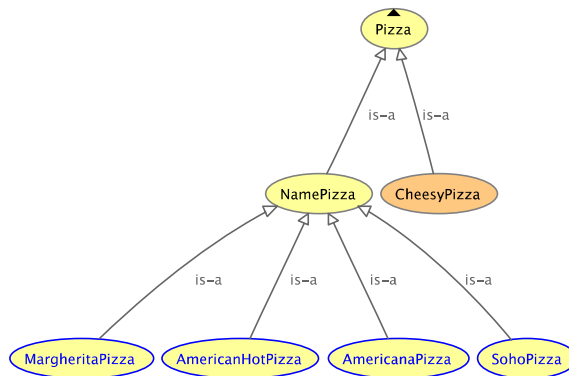 Pizza
is-a
is-a
NamePizza
CheesyPizza
is-a
is-a
is-a
is-a
MargheritaPizza
AmericanHotPizza
AmericanaPizza
SohoPizza